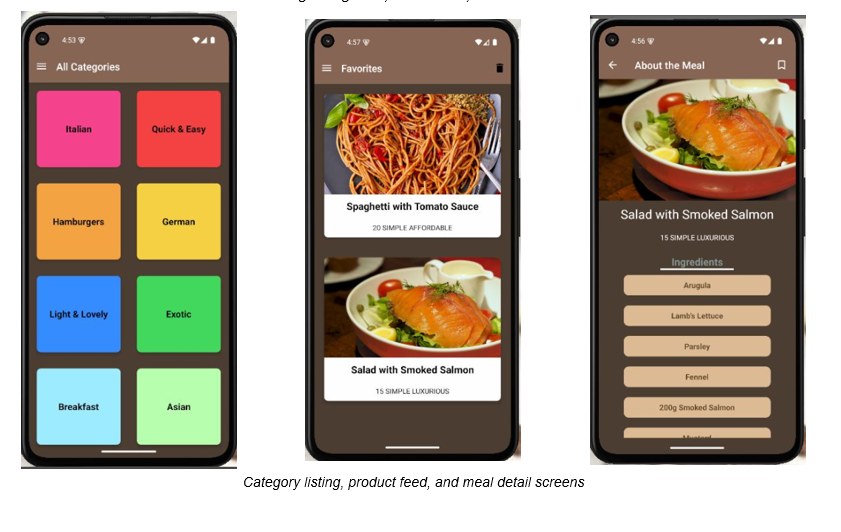 4:53
All Categories
Italian
Quick & Easy
Hamburgers
German
Light & Lovely
Exotic
Breakfast
Asian
4:57
Favorites
Spaghetti with Tomato Sauce
20 SIMPLE AFFORDABLE
Salad with Smoked Salmon
15 SIMPLE LUXURIOUS
4:56
About the Meal
Salad with Smoked Salmon
15 SIMPLE LUXURIOUS
Ingredients
Arugula
Lamb's Lettuce
Parsley
Fennel
200g Smoked Salmon
Category listing, product feed, and meal detail screens